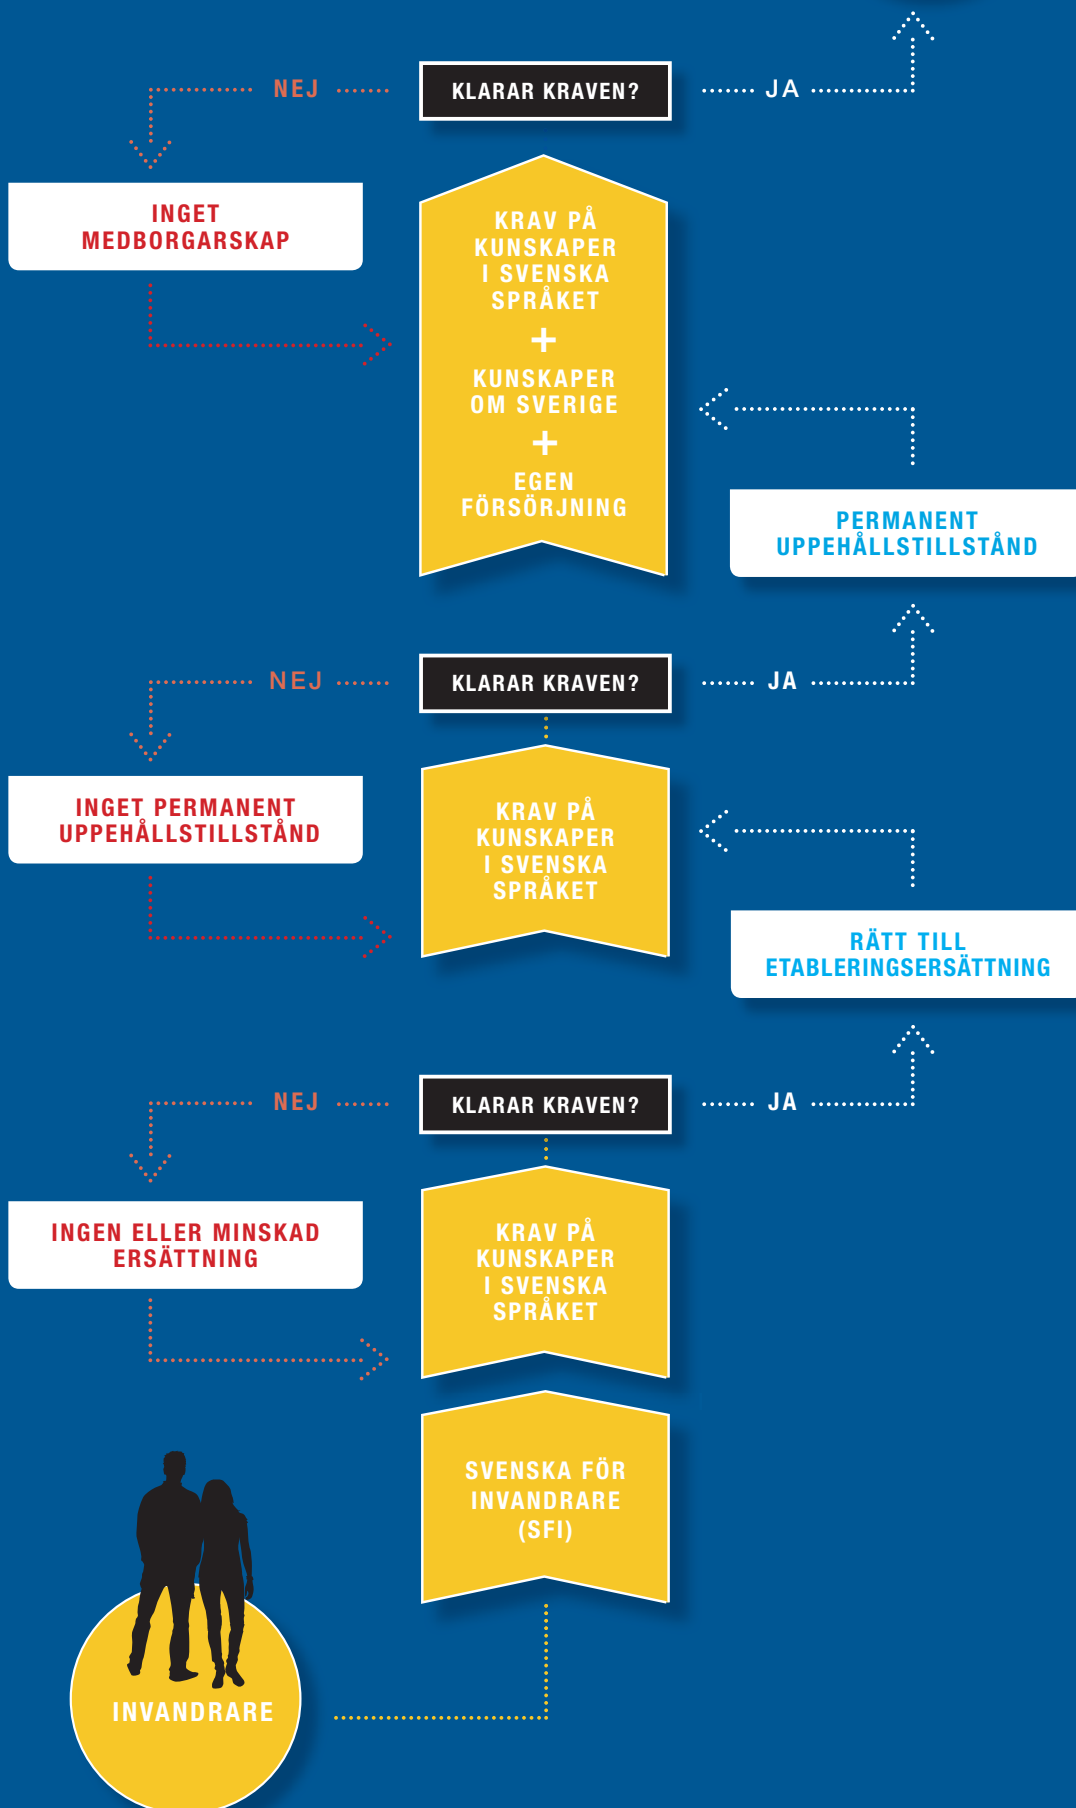 NEJ
KLARAR KRAVEN?
JA
INGET
MEDBORGARSKAP
KRAV PÅ
KUNSKAPER
I SVENSKA
SPRÅKET
+
KUNSKAPER
OM SVERIGE
+
EGEN
FÖRSÖRJNING
PERMANENT
UPPEHÅLLSTILLSTÅND
NEJ
KLARAR KRAVEN?
JA
INGET PERMANENT
UPPEHÅLLSTILLSTÅND
KRAV PÅ
KUNSKAPER
I SVENSKA
SPRÅKET
RÄTT TILL
ETABLERINGSERSÄTTNING
NEJ
KLARAR KRAVEN?
JA
INGEN ELLER MINSKAD
ERSÄTTNING
KRAV PÅ
KUNSKAPER
I SVENSKA
SPRÅKET
SVENSKA FÖR
INVANDRARE
(SFI)
INVANDRARE